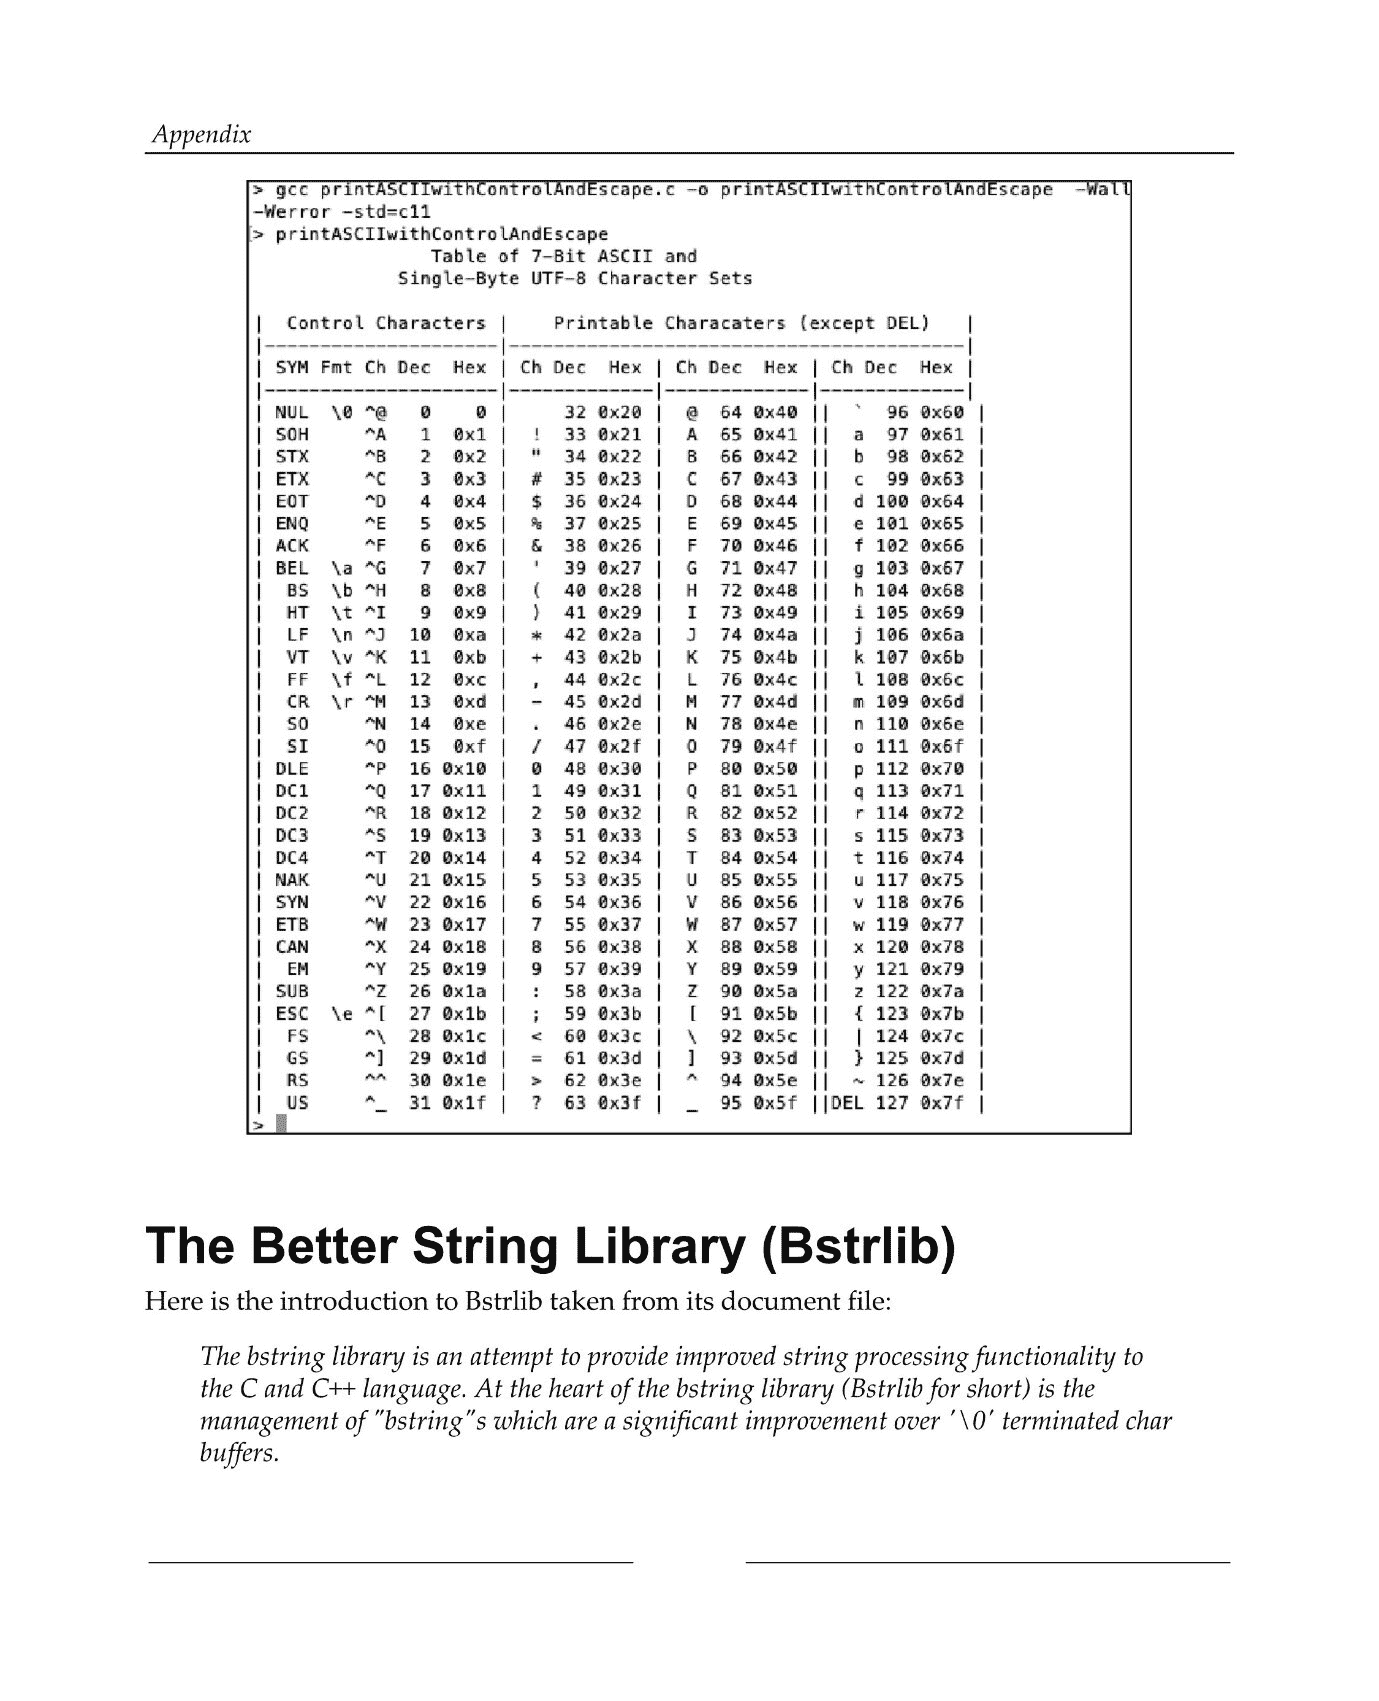 Appendix
> gcc printASCIIwithControlAndEscape.c -o printASCIIwithControlAndEscape  -Wall
-Werror -std=c11
[> printASCIIwithControlAndEscape
                Table of 7-Bit ASCII and
             Single-Byte UTF-8 Character Sets
|  Control Characters |    Printable Characaters (except DEL)   |
|---------------------|-----------------------------------------|
| SYM Fmt Ch Dec  Hex | Ch Dec  Hex | Ch Dec  Hex | Ch Dec  Hex |
|---------------------|-------------|-------------|-------------|
| NUL  \0 ^@   0    0 |     32 0x20 |  @  64 0x40 ||  `  96 0x60 |
| SOH     ^A   1  0x1 |  !  33 0x21 |  A  65 0x41 ||  a  97 0x61 |
| STX     ^B   2  0x2 |  "  34 0x22 |  B  66 0x42 ||  b  98 0x62 |
| ETX     ^C   3  0x3 |  #  35 0x23 |  C  67 0x43 ||  c  99 0x63 |
| EOT     ^D   4  0x4 |  $  36 0x24 |  D  68 0x44 ||  d 100 0x64 |
| ENQ     ^E   5  0x5 |  %  37 0x25 |  E  69 0x45 ||  e 101 0x65 |
| ACK     ^F   6  0x6 |  &  38 0x26 |  F  70 0x46 ||  f 102 0x66 |
| BEL  \a ^G   7  0x7 |  '  39 0x27 |  G  71 0x47 ||  g 103 0x67 |
|  BS  \b ^H   8  0x8 |  (  40 0x28 |  H  72 0x48 ||  h 104 0x68 |
|  HT  \t ^I   9  0x9 |  )  41 0x29 |  I  73 0x49 ||  i 105 0x69 |
|  LF  \n ^J  10  0xa |  *  42 0x2a |  J  74 0x4a ||  j 106 0x6a |
|  VT  \v ^K  11  0xb |  +  43 0x2b |  K  75 0x4b ||  k 107 0x6b |
|  FF  \f ^L  12  0xc |  ,  44 0x2c |  L  76 0x4c ||  l 108 0x6c |
|  CR  \r ^M  13  0xd |  -  45 0x2d |  M  77 0x4d ||  m 109 0x6d |
|  SO     ^N  14  0xe |  .  46 0x2e |  N  78 0x4e ||  n 110 0x6e |
|  SI     ^O  15  0xf |  /  47 0x2f |  O  79 0x4f ||  o 111 0x6f |
| DLE     ^P  16 0x10 |  0  48 0x30 |  P  80 0x50 ||  p 112 0x70 |
| DC1     ^Q  17 0x11 |  1  49 0x31 |  Q  81 0x51 ||  q 113 0x71 |
| DC2     ^R  18 0x12 |  2  50 0x32 |  R  82 0x52 ||  r 114 0x72 |
| DC3     ^S  19 0x13 |  3  51 0x33 |  S  83 0x53 ||  s 115 0x73 |
| DC4     ^T  20 0x14 |  4  52 0x34 |  T  84 0x54 ||  t 116 0x74 |
| NAK     ^U  21 0x15 |  5  53 0x35 |  U  85 0x55 ||  u 117 0x75 |
| SYN     ^V  22 0x16 |  6  54 0x36 |  V  86 0x56 ||  v 118 0x76 |
| ETB     ^W  23 0x17 |  7  55 0x37 |  W  87 0x57 ||  w 119 0x77 |
| CAN     ^X  24 0x18 |  8  56 0x38 |  X  88 0x58 ||  x 120 0x78 |
|  EM     ^Y  25 0x19 |  9  57 0x39 |  Y  89 0x59 ||  y 121 0x79 |
| SUB     ^Z  26 0x1a |  :  58 0x3a |  Z  90 0x5a ||  z 122 0x7a |
| ESC  \e ^[  27 0x1b |  ;  59 0x3b |  [  91 0x5b ||  { 123 0x7b |
|  FS     ^\  28 0x1c |  <  60 0x3c |  \  92 0x5c ||  | 124 0x7c |
|  GS     ^]  29 0x1d |  =  61 0x3d |  ]  93 0x5d ||  } 125 0x7d |
|  RS     ^^  30 0x1e |  >  62 0x3e |  ^  94 0x5e ||  ~ 126 0x7e |
|  US     ^_  31 0x1f |  ?  63 0x3f |  _  95 0x5f ||DEL 127 0x7f |
>
The Better String Library (Bstrlib)
Here is the introduction to Bstrlib taken from its document file:
The bstring library is an attempt to provide improved string processing functionality to
the C and C++ language. At the heart of the bstring library (Bstrlib for short) is the
management of "bstring"s which are a significant improvement over '\0' terminated char
buffers.